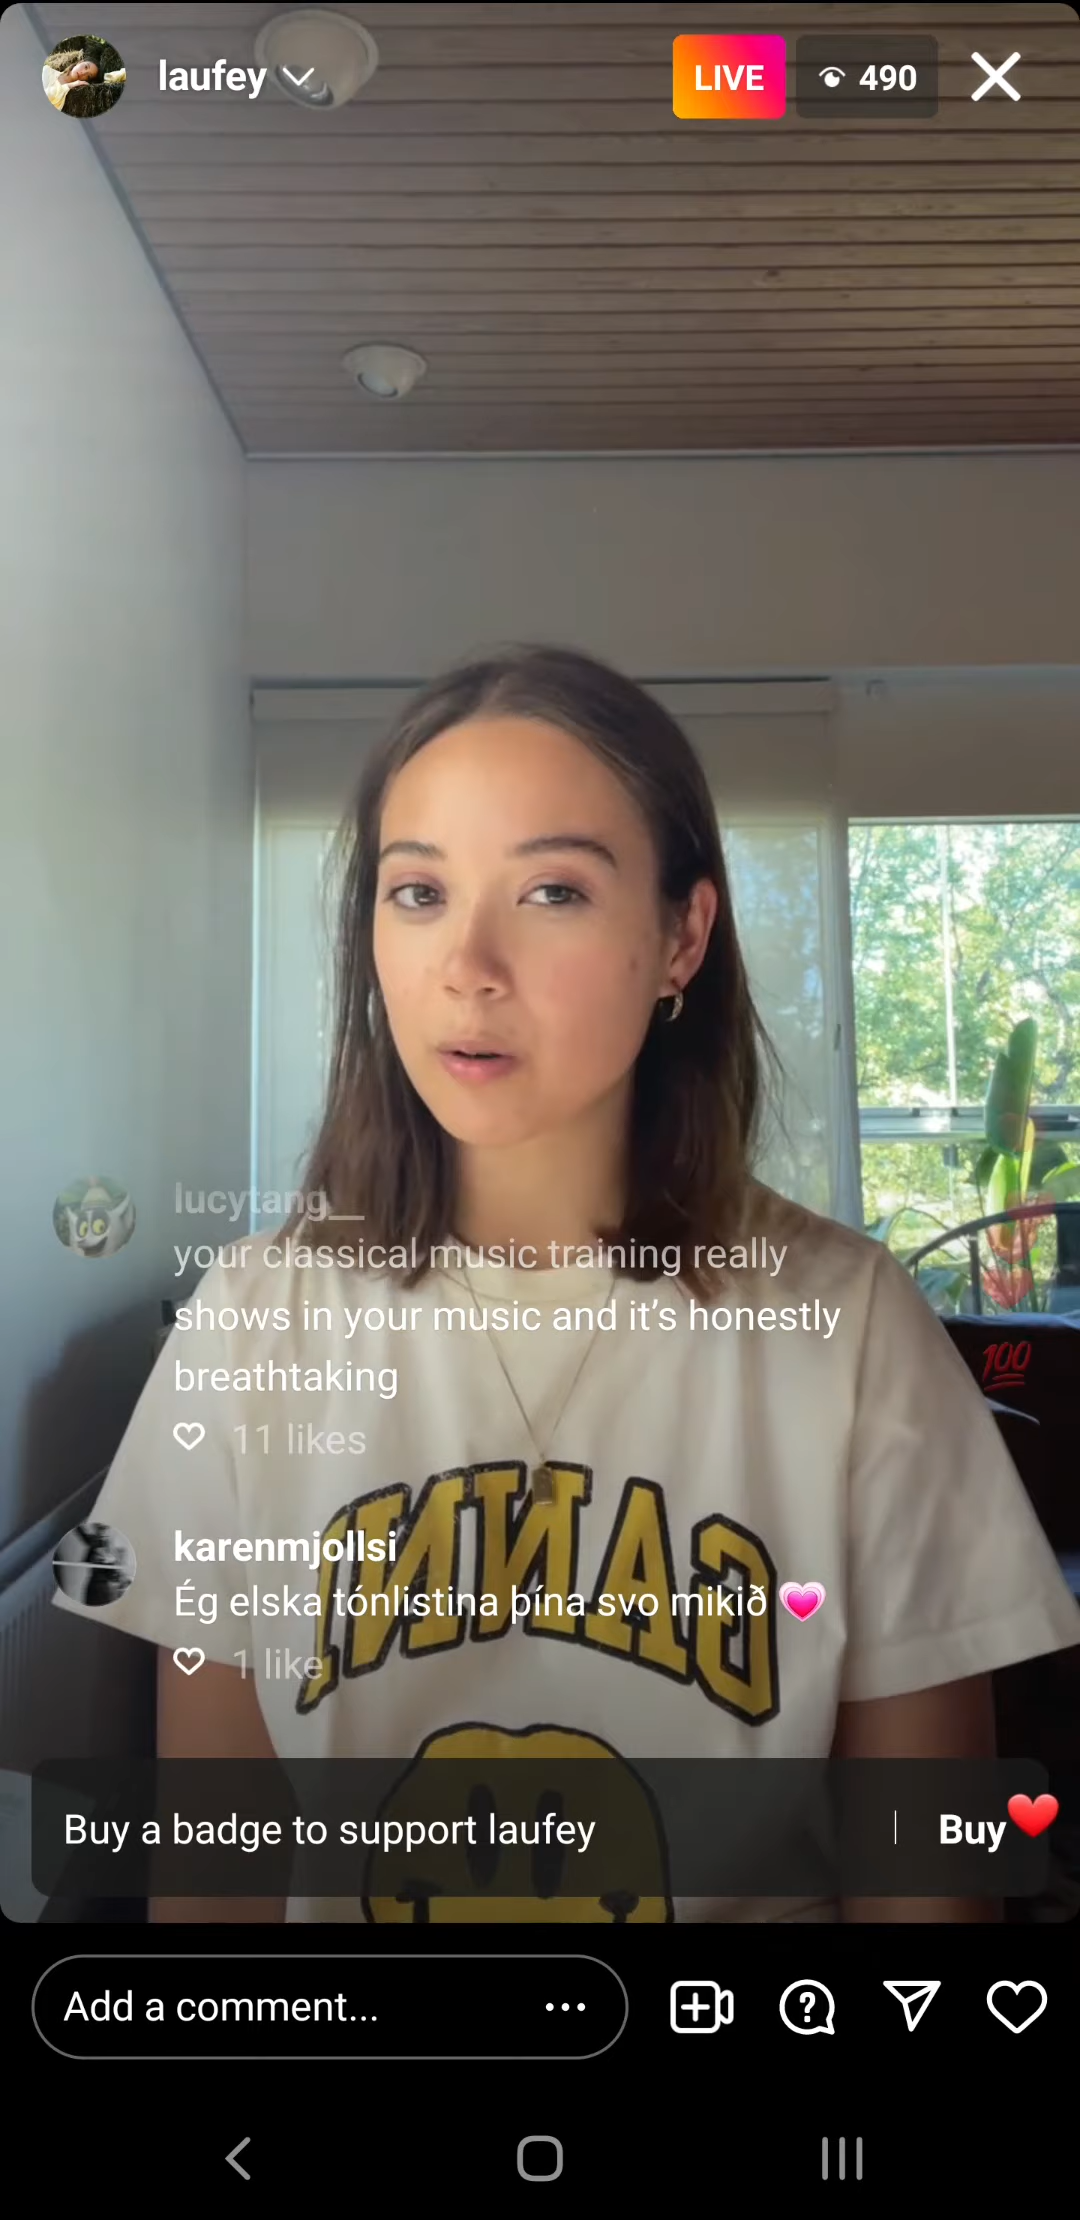 laufey
LIVE
490
lucytang__
your classical music training really
shows in your music and it's honestly
breathtaking
11 likes
GANNI
karenmjollsi
Ég elska tónlistina þína svo mikið 💗
1 like
100
Buy a badge to support laufey
Buy
Add a comment...